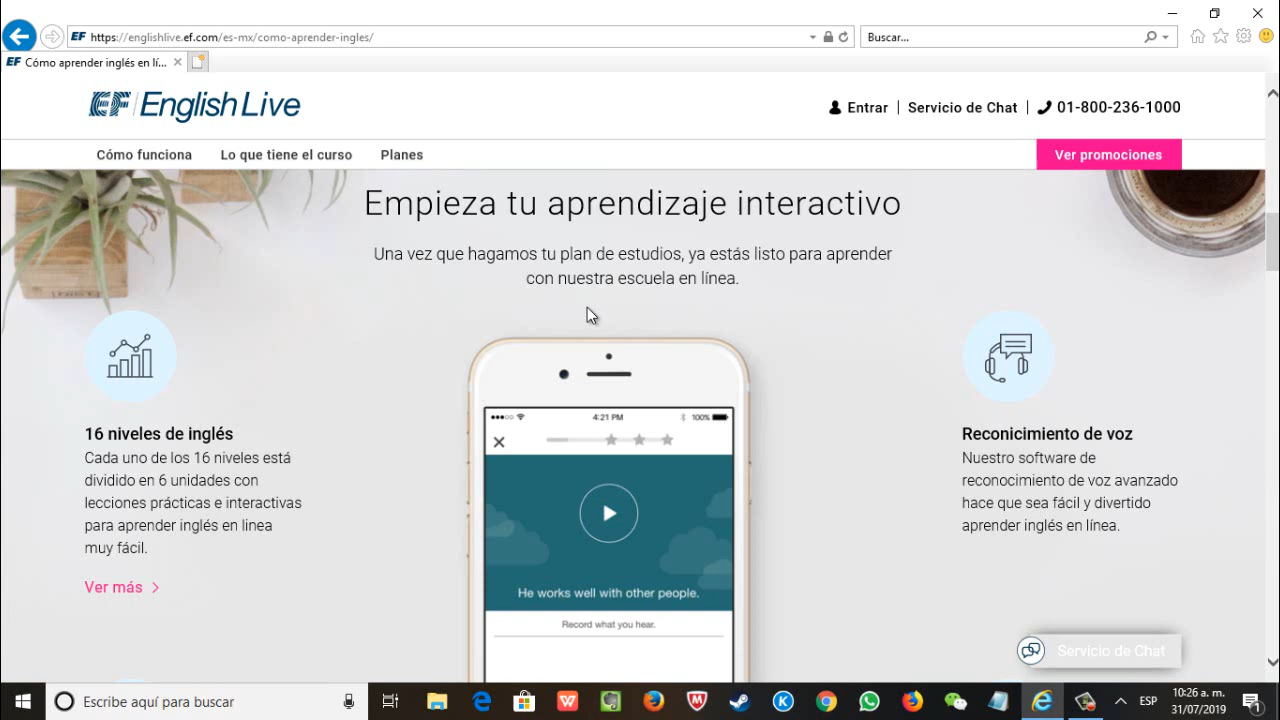 https://englishlive.ef.com/es-mx/como-aprender-ingles/
Buscar...
EF Cómo aprender inglés en lí...
EF English Live
Entrar | Servicio de Chat | 01-800-236-1000
Cómo funciona
Lo que tiene el curso
Planes
Ver promociones
Empieza tu aprendizaje interactivo
Una vez que hagamos tu plan de estudios, ya estás listo para aprender
con nuestra escuela en línea.
16 niveles de inglés
Cada uno de los 16 niveles está
dividido en 6 unidades con
lecciones prácticas e interactivas
para aprender inglés en linea
muy fácil.
Ver más
4:21 PM
100%
He works well with other people.
Record what you hear.
Reconicimiento de voz
Nuestro software de
reconocimiento de voz avanzado
hace que sea fácil y divertido
aprender inglés en línea.
Servicio de Chat
Escribe aquí para buscar
ESP
10:26 a. m.
31/07/2019
1